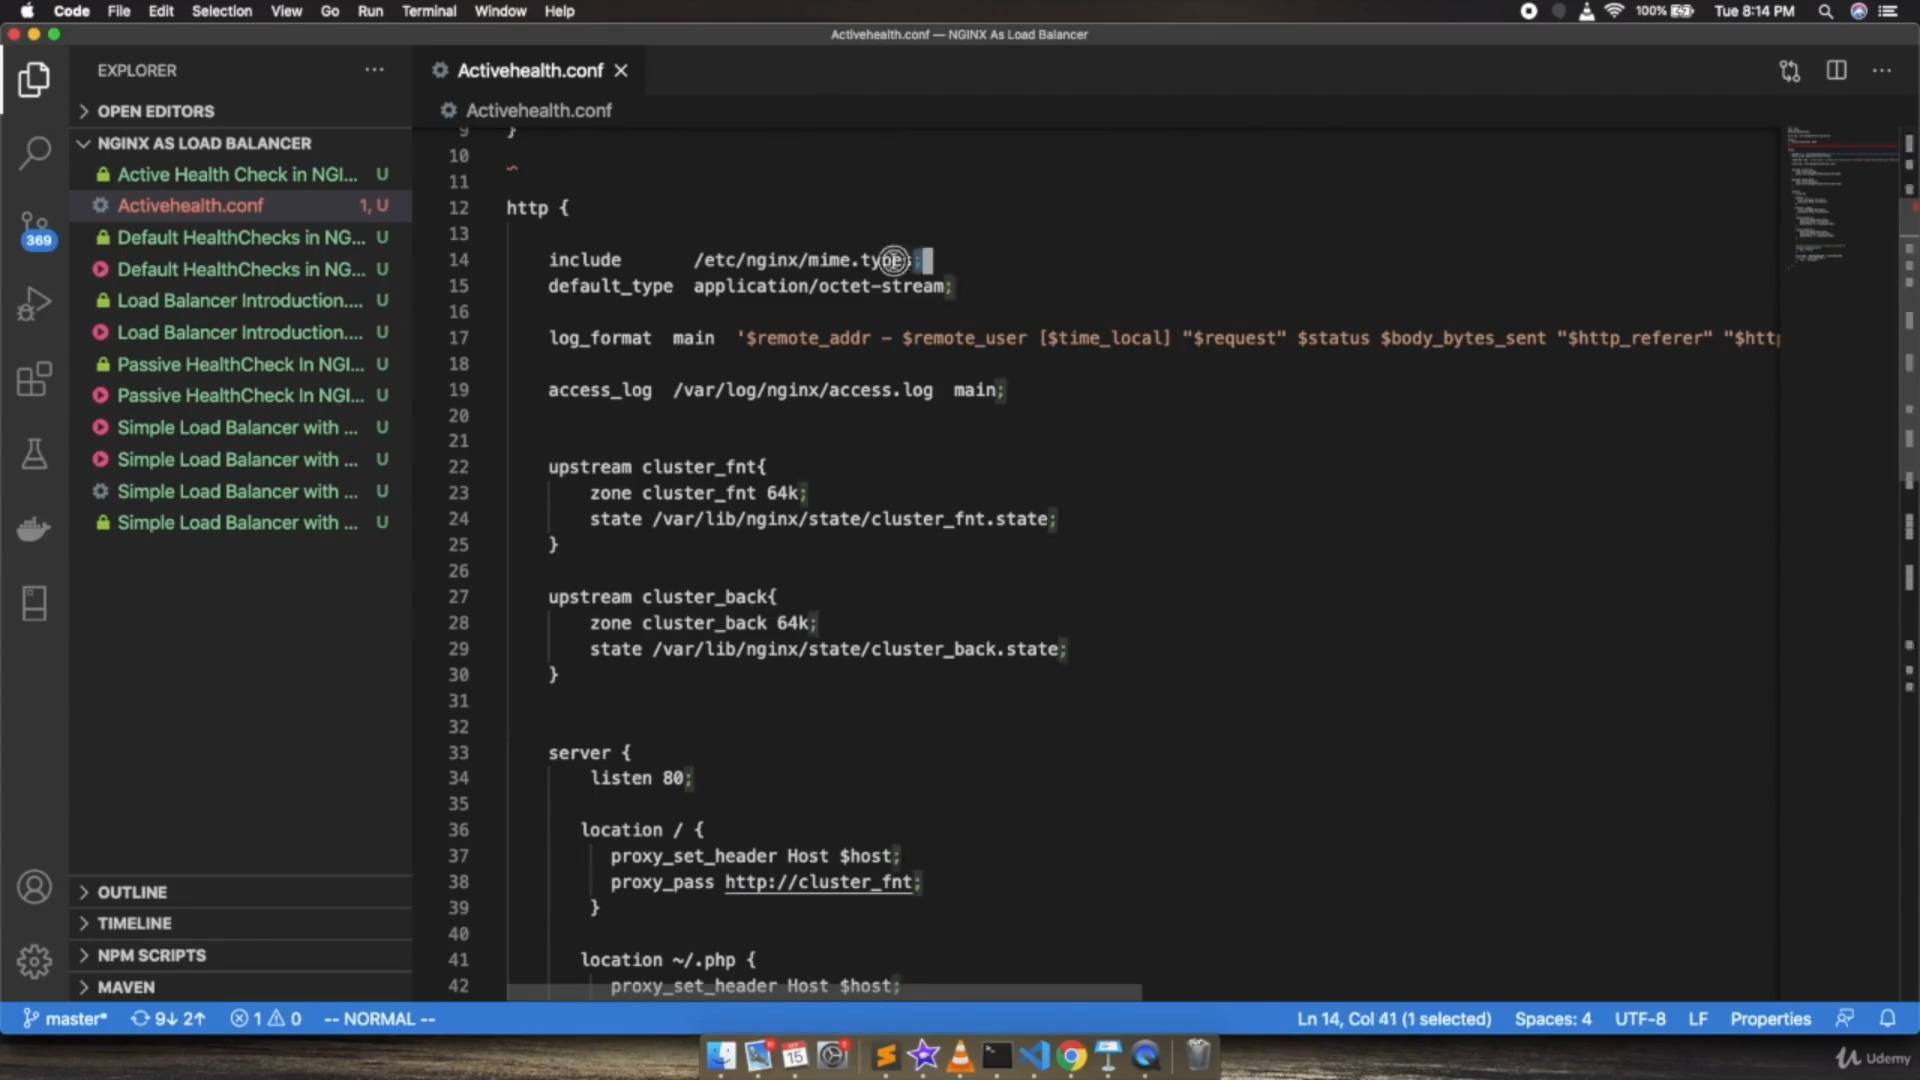 Code File Edit Selection View Go Run Terminal Window Help 100% Tue 8:14 PM
Activehealth.conf — NGINX As Load Balancer
EXPLORER
Activehealth.conf
OPEN EDITORS
Activehealth.conf
NGINX AS LOAD BALANCER
Active Health Check in NGI... U
Activehealth.conf 1, U
Default HealthChecks in NG... U
Default HealthChecks in NG... U
Load Balancer Introduction.... U
Load Balancer Introduction.... U
Passive HealthCheck In NGI... U
Passive HealthCheck In NGI... U
Simple Load Balancer with ... U
Simple Load Balancer with ... U
Simple Load Balancer with ... U
Simple Load Balancer with ... U
369
OUTLINE
TIMELINE
NPM SCRIPTS
MAVEN
9 }
10
11
12 http {
13
14 include /etc/nginx/mime.types;
15 default_type application/octet-stream;
16
17 log_format main '$remote_addr - $remote_user [$time_local] "$request" $status $body_bytes_sent "$http_referer" "$http
18
19 access_log /var/log/nginx/access.log main;
20
21
22 upstream cluster_fnt{
23 zone cluster_fnt 64k;
24 state /var/lib/nginx/state/cluster_fnt.state;
25 }
26
27 upstream cluster_back{
28 zone cluster_back 64k;
29 state /var/lib/nginx/state/cluster_back.state;
30 }
31
32
33 server {
34 listen 80;
35
36 location / {
37 proxy_set_header Host $host;
38 proxy_pass http://cluster_fnt;
39 }
40
41 location ~/.php {
42 proxy_set_header Host $host;
master* 9↓ 2↑ 1 0 -- NORMAL -- Ln 14, Col 41 (1 selected) Spaces: 4 UTF-8 LF Properties
15
Udemy